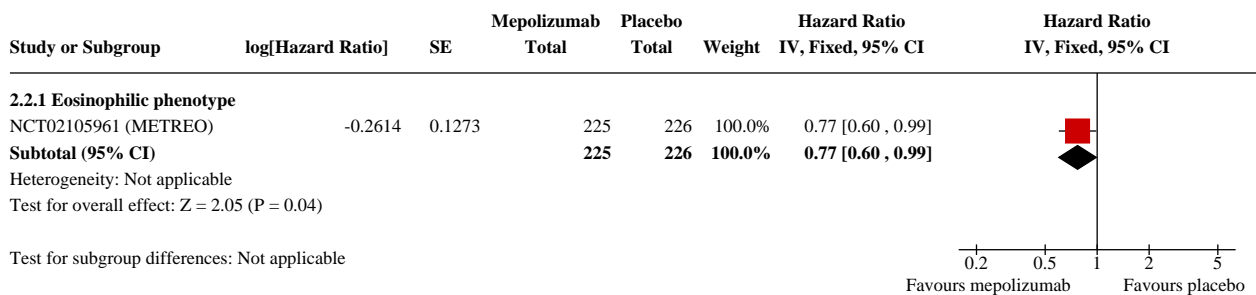 Mepolizumab Placebo Hazard Ratio Hazard Ratio
Study or Subgroup log[Hazard Ratio] SE Total Total Weight IV, Fixed, 95% CI IV, Fixed, 95% CI
2.2.1 Eosinophilic phenotype
NCT02105961 (METREO) -0.2614 0.1273 225 226 100.0% 0.77 [0.60 , 0.99]
Subtotal (95% CI) 225 226 100.0% 0.77 [0.60 , 0.99]
Heterogeneity: Not applicable
Test for overall effect: Z = 2.05 (P = 0.04)
Test for subgroup differences: Not applicable
0.2 0.5 1 2 5
Favours mepolizumab Favours placebo